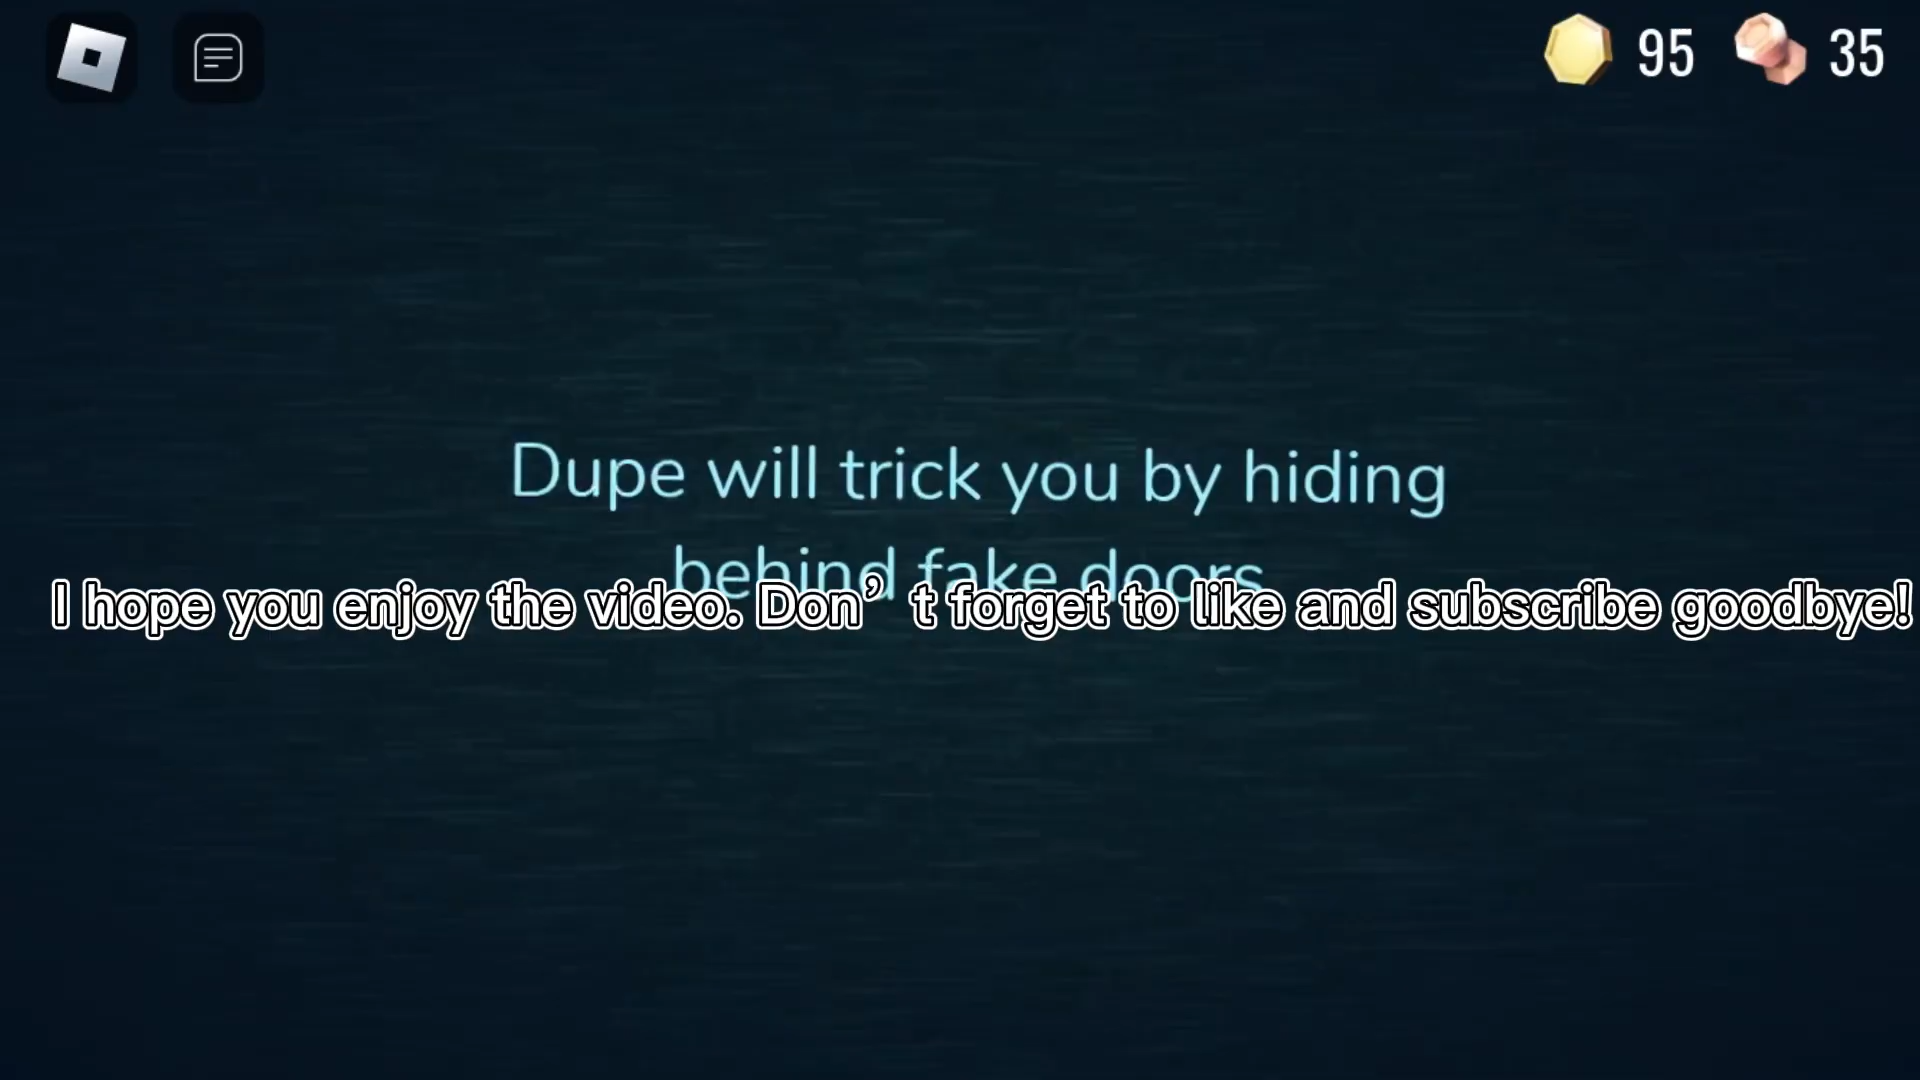 95 35
Dupe will trick you by hiding
behind fake doors
I hope you enjoy the video. Don’t forget to like and subscribe goodbye!